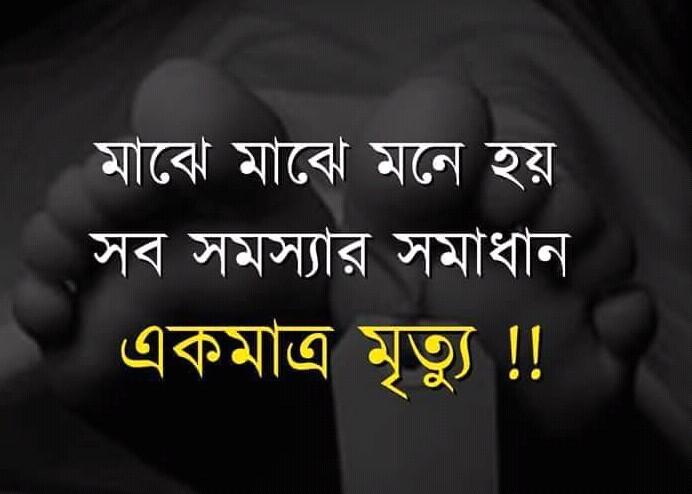 মাঝে মাঝে মনে হয়
সব সমস্যার সমাধান
একমাত্র মৃত্যু !!